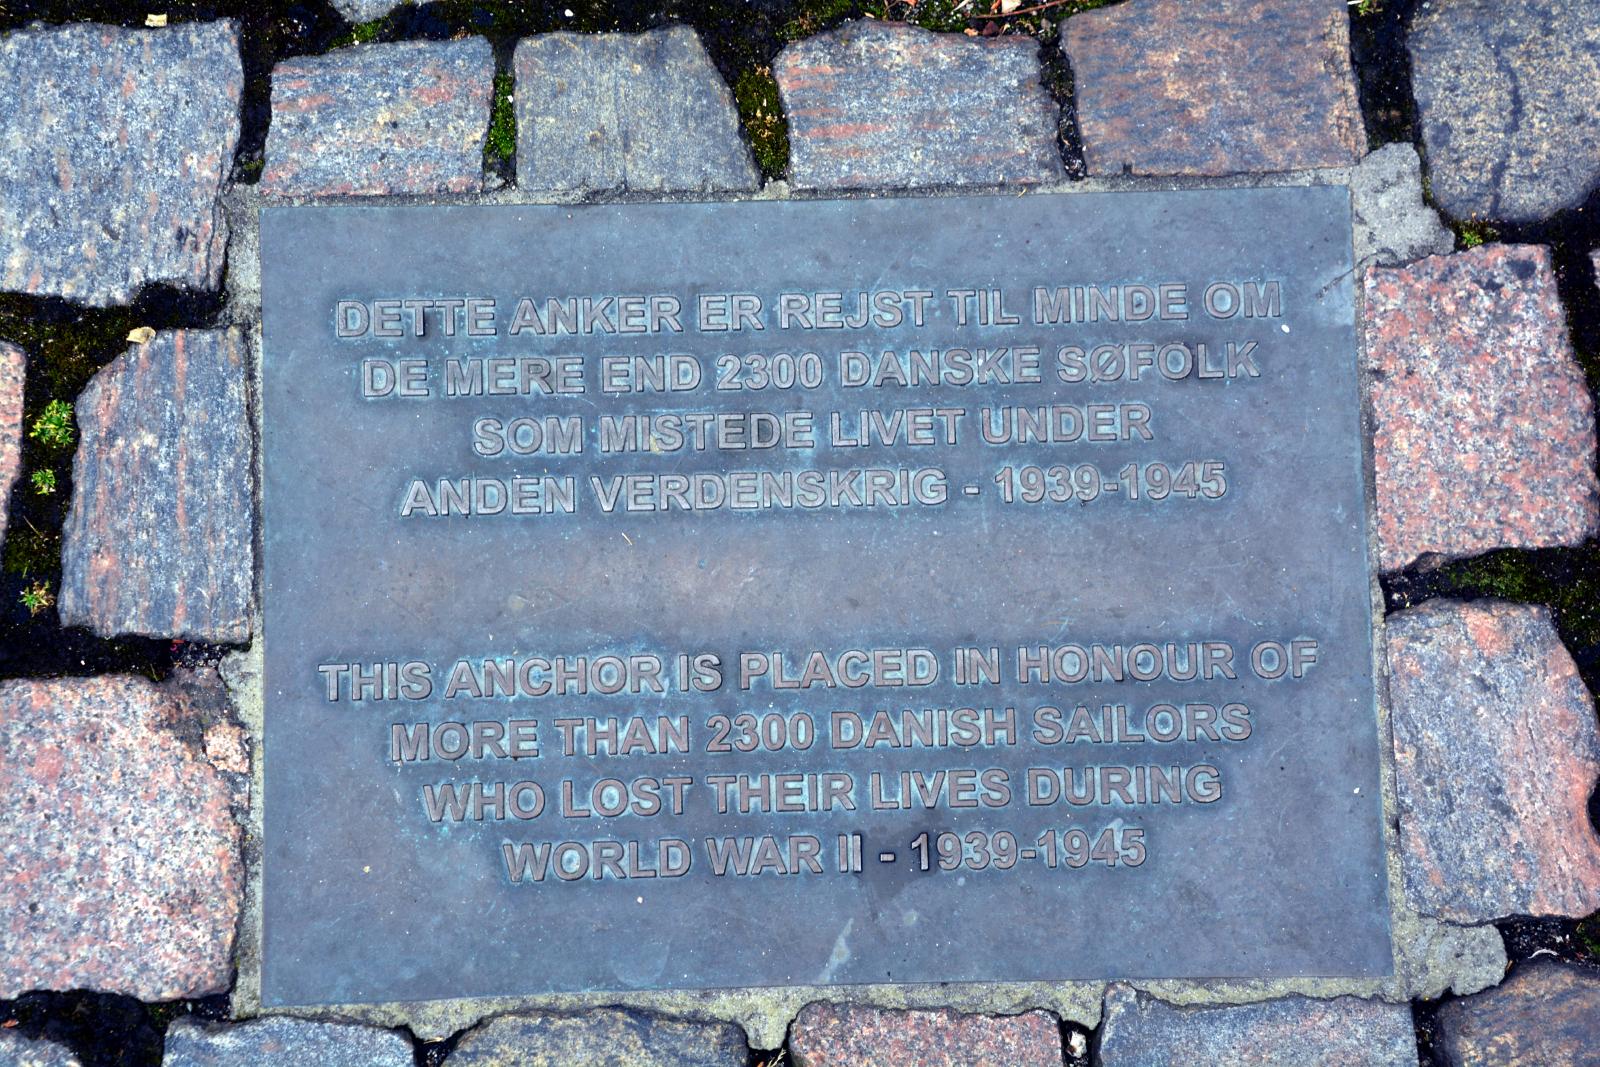 DETTE ANKER ER REJST TIL MINDE OM
DE MERE END 2300 DANSKE SØFOLK
SOM MISTEDE LIVET UNDER
ANDEN VERDENSKRIG - 1939-1945
THIS ANCHOR IS PLACED IN HONOUR OF
MORE THAN 2300 DANISH SAILORS
WHO LOST THEIR LIVES DURING
WORLD WAR II - 1939-1945